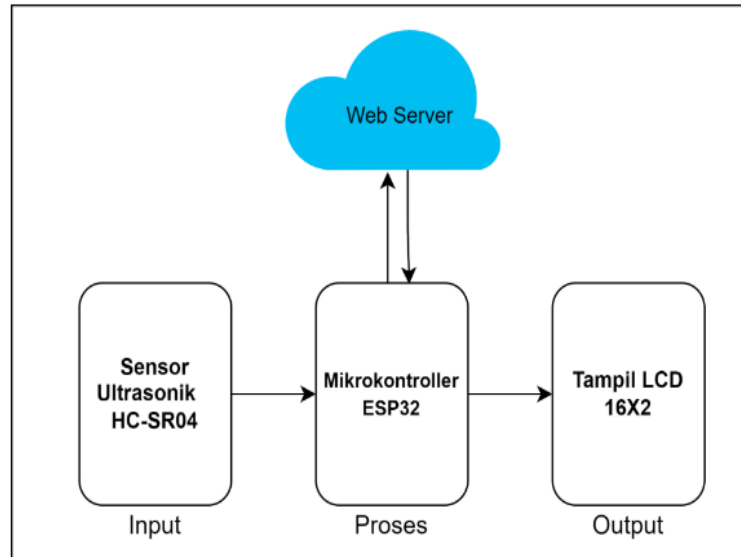 Web Server
Sensor
Ultrasonik
HC-SR04
Mikrokontroller
ESP32
Tampil LCD
16X2
Input
Proses
Output